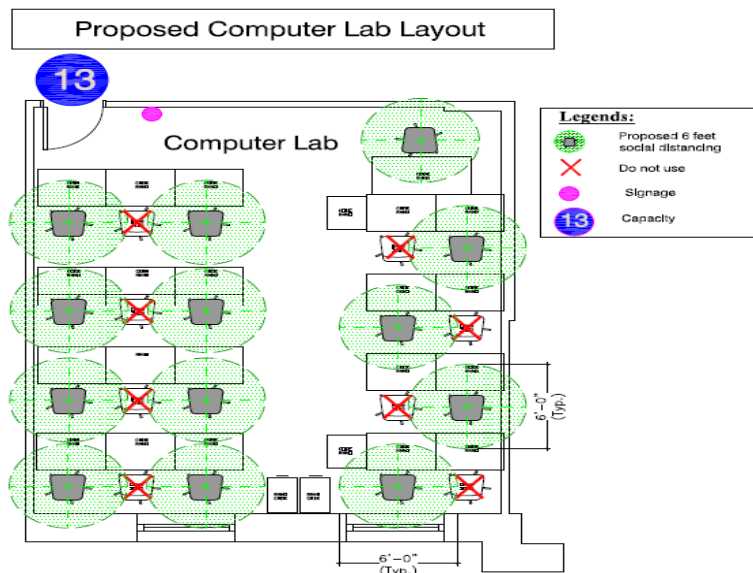 Proposed Computer Lab Layout
13
Computer Lab
Legends:
Proposed 6 feet
social distancing
Do not use
Signage
13
Capacity
6'-0"
(Typ.)
6'-0"
(Typ.)